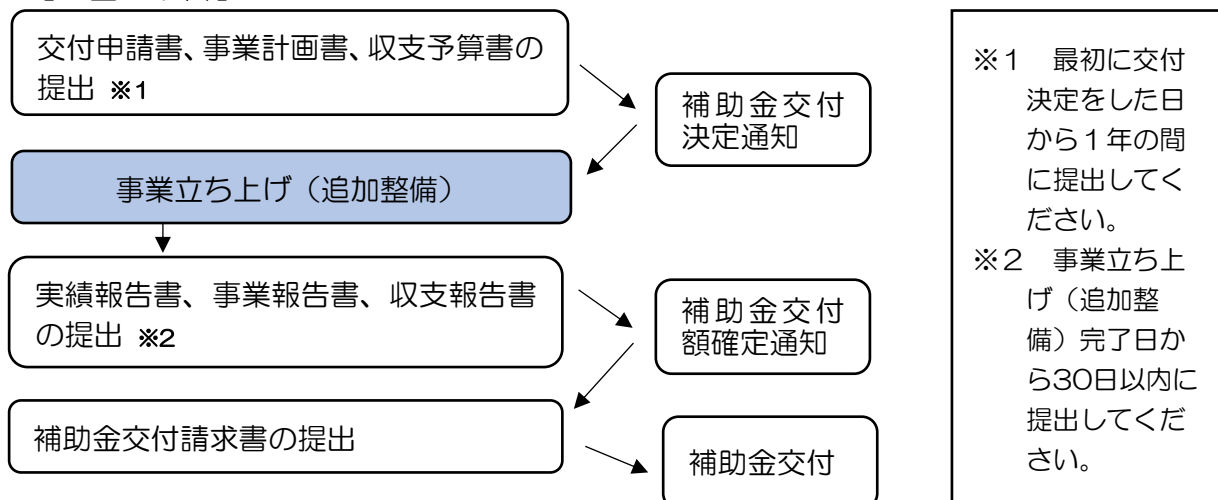 交付申請書、事業計画書、収支予算書の
提出 ※1
補助金交付
決定通知
事業立ち上げ（追加整備）
実績報告書、事業報告書、収支報告書
の提出 ※2
補助金交付
額確定通知
補助金交付請求書の提出
補助金交付
※１　最初に交付
決定をした日
から１年の間
に提出してく
ださい。
※２　事業立ち上
げ（追加整
備）完了日か
ら30日以内に
提出してくだ
さい。